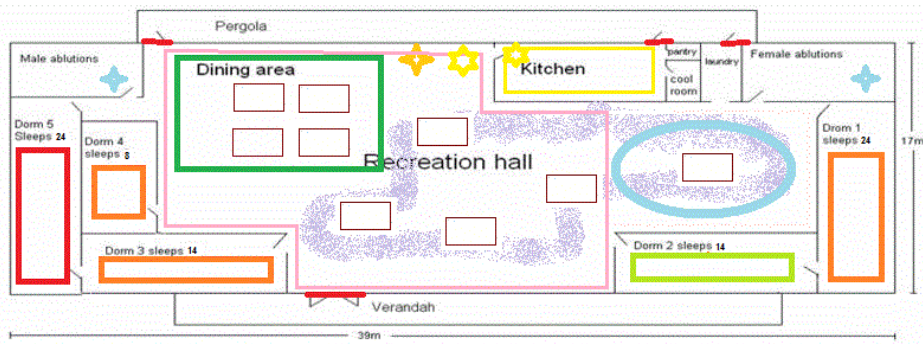 Pergola
Male ablutions
Dining area
Kitchen
pantry
laundry
Female ablutions
cool
room
Dorm 5
Sleeps 24
Dorm 4
sleeps 8
Recreation hall
Drom 1
sleeps 24
17m
Dorm 3 sleeps 14
Dorm 2 sleeps 14
Verandah
39m